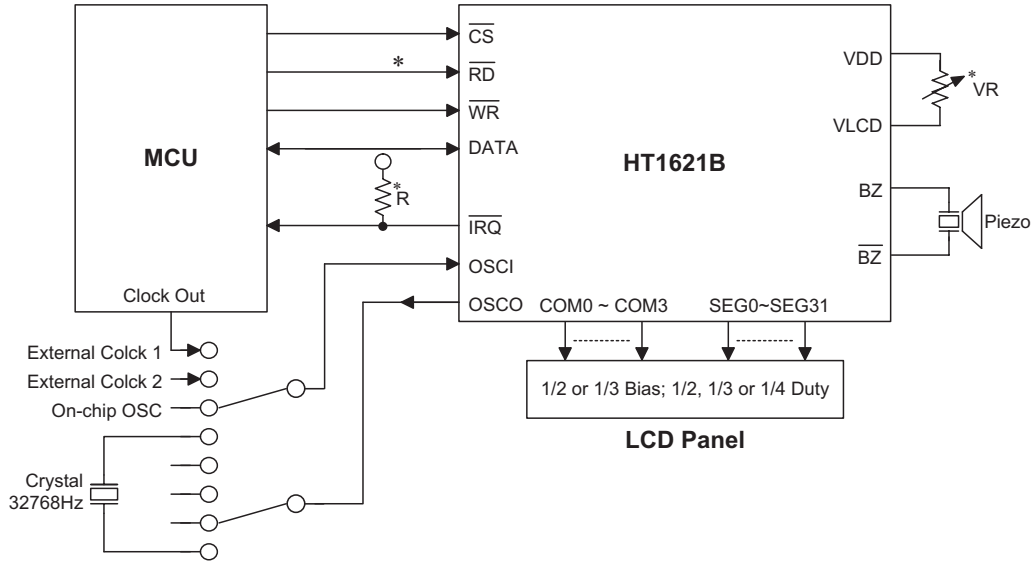 MCU
Clock Out
*
CS
RD
WR
DATA
IRQ
OSCI
OSCO
*
R
HT1621B
VDD
VLCD
*
VR
BZ
BZ
Piezo
COM0 ~ COM3
SEG0~SEG31
1/2 or 1/3 Bias; 1/2, 1/3 or 1/4 Duty
LCD Panel
External Colck 1
External Colck 2
On-chip OSC
Crystal
32768Hz